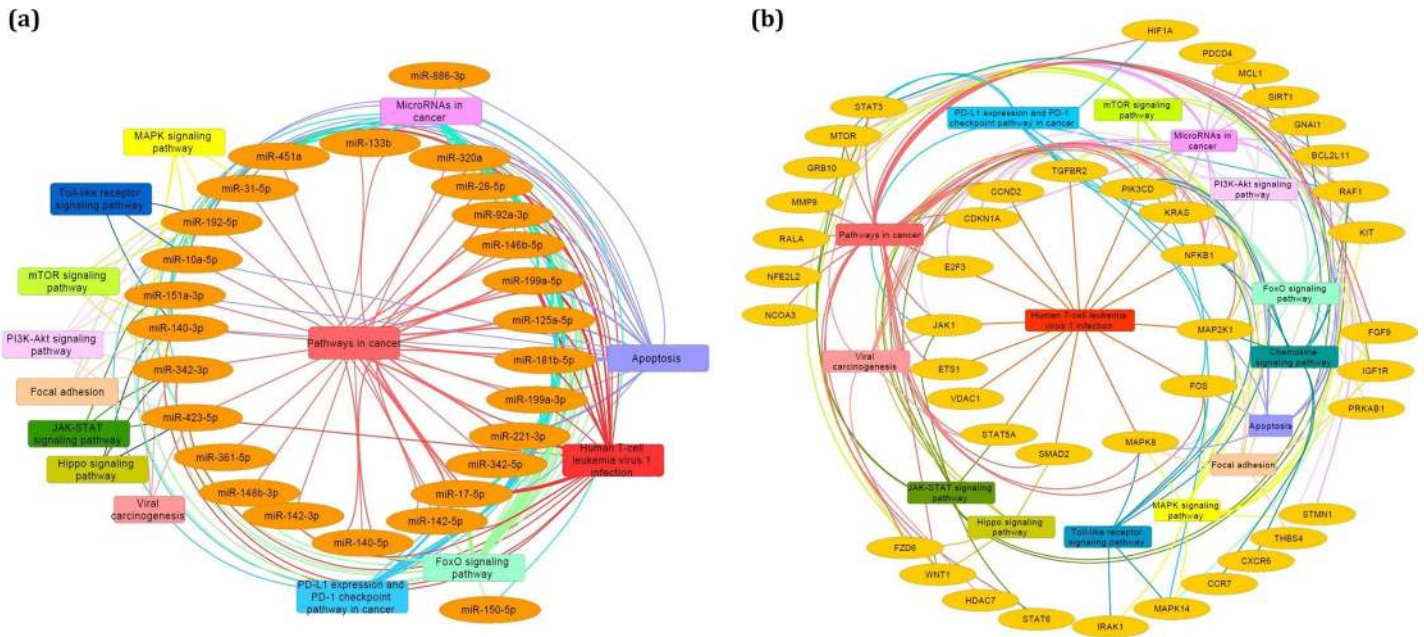 (a)
miR-886-3p
MicroRNAs in
cancer
MAPK signaling
pathway
miR-133b
miR-451a
miR-320a
miR-31-5p
miR-28-5p
Toll-like receptor
signaling pathway
miR-192-5p
miR-92a-3p
miR-146b-5p
miR-10a-5p
mTOR signaling
pathway
miR-199a-5p
miR-151a-3p
miR-125a-5p
miR-140-3p
PI3K-Akt signaling
pathway
Pathways in cancer
miR-181b-5p
Apoptosis
miR-342-3p
Focal adhesion
miR-199a-3p
miR-423-5p
JAK-STAT
signaling pathway
miR-221-3p
Human T-cell
leukemia virus 1
infection
miR-361-5p
Hippo signaling
pathway
miR-342-5p
miR-148b-3p
miR-17-5p
Viral
carcinogenesis
miR-142-3p
miR-142-5p
miR-140-5p
FoxO signaling
pathway
PD-L1 expression and
PD-1 checkpoint
pathway in cancer
miR-150-5p
(b)
HIF1A
PDCD4
MCL1
STAT3
PD-L1 expression and PD-1
checkpoint pathway in cancer
mTOR signaling
pathway
SIRT1
GNAI1
MTOR
MicroRNAs in
cancer
BCL2L11
GRB10
TGFBR2
CCND2
PIK3CD
PI3K-Akt signaling
pathway
RAF1
MMP9
CDKN1A
KRAS
KIT
RALA
Pathways in cancer
NFKB1
NFE2L2
E2F3
FoxO signaling
pathway
NCOA3
Human T-cell leukemia
virus 1 infection
JAK1
MAP2K1
FGF9
Viral
carcinogenesis
ETS1
Chemokine
signaling pathway
IGF1R
VDAC1
FOS
PRKAB1
STAT5A
MAPK8
Apoptosis
SMAD2
Focal adhesion
JAK-STAT signaling
pathway
MAPK signaling
pathway
STMN1
Hippo signaling
pathway
Toll-like receptor
signaling pathway
THBS4
FZD6
CXCR6
WNT1
CCR7
HDAC7
MAPK14
STAT6
IRAK1